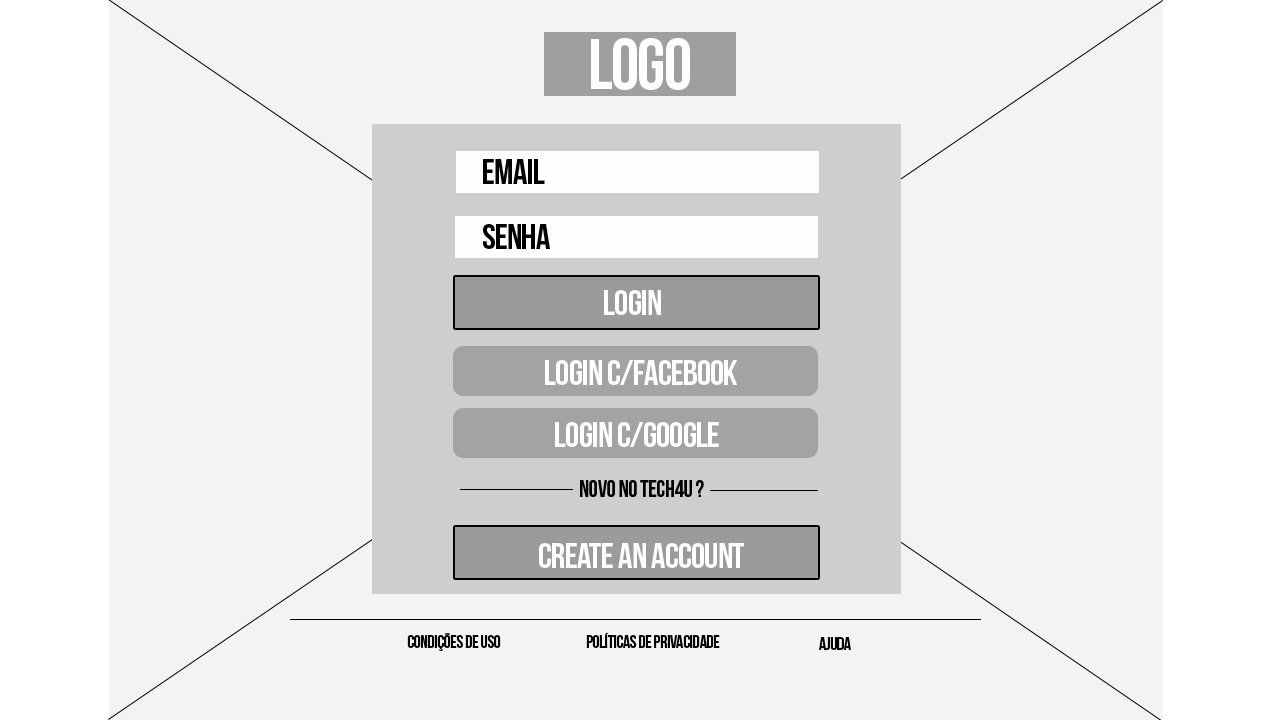 LOGO
EMAIL
SENHA
LOGIN
LOGIN C/FACEBOOK
LOGIN C/GOOGLE
NOVO NO TECH4U ?
CREATE AN ACCOUNT
CONDIÇÕES DE USO
POLÍTICAS DE PRIVACIDADE
AJUDA